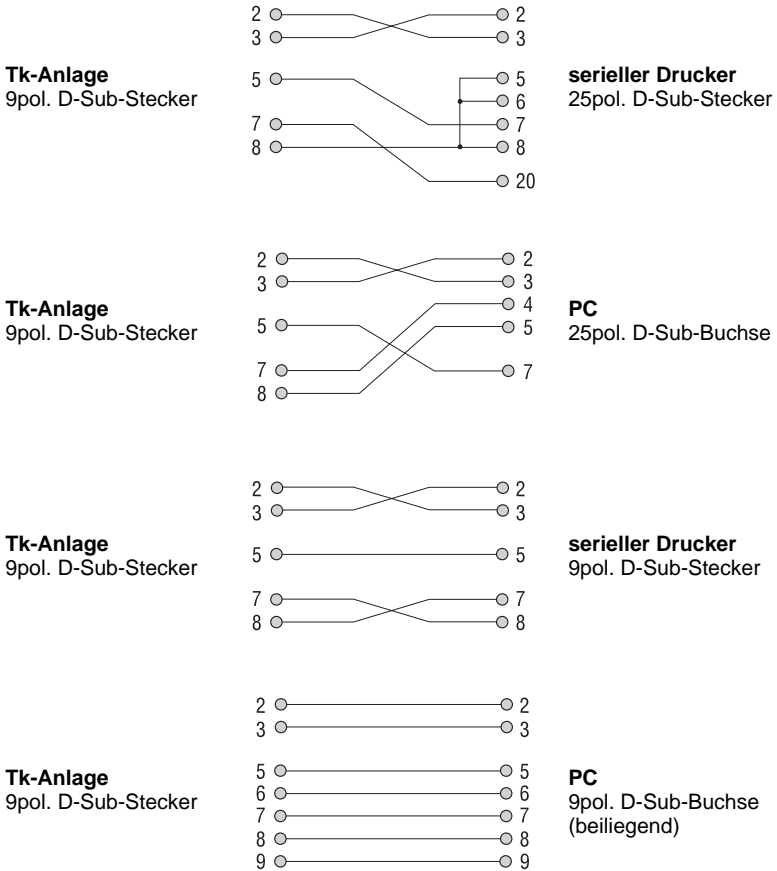 2 2
3 3
Tk-Anlage
9pol. D-Sub-Stecker
5 5
6
7 7
8 8
20
serieller Drucker
25pol. D-Sub-Stecker
2 2
3 3
4
Tk-Anlage
9pol. D-Sub-Stecker
5 5
7 7
8
PC
25pol. D-Sub-Buchse
2 2
3 3
Tk-Anlage
9pol. D-Sub-Stecker
5 5
7 7
8 8
serieller Drucker
9pol. D-Sub-Stecker
2 2
3 3
Tk-Anlage
9pol. D-Sub-Stecker
5 5
6 6
7 7
8 8
9 9
PC
9pol. D-Sub-Buchse
(beiliegend)